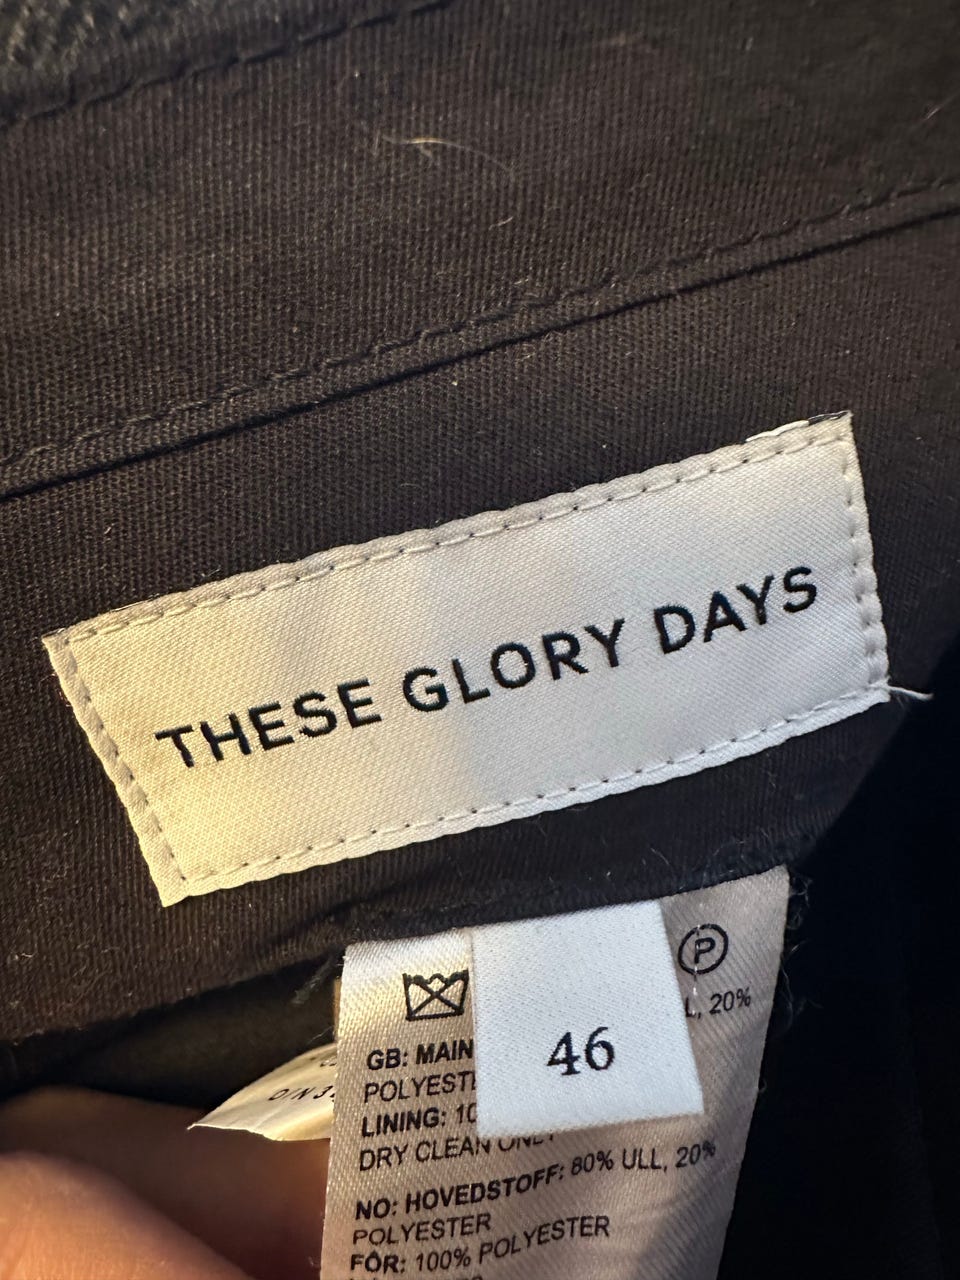 THESE GLORY DAYS
P
46
L, 20%
GB: MAIN
POLYEST
LINING: 10
DRY CLEAN ONLY
NO: HOVEDSTOFF: 80% ULL, 20%
POLYESTER
FÔR: 100% POLYESTER